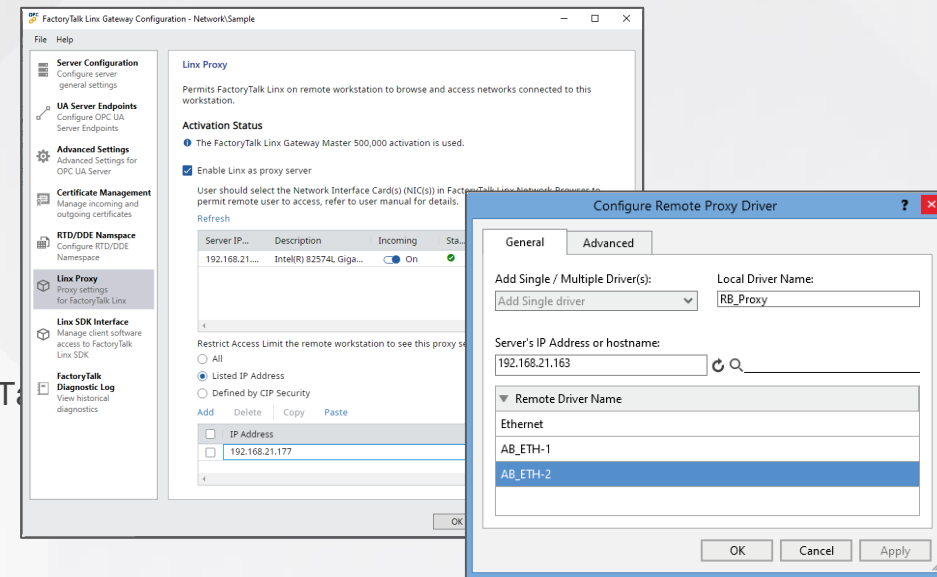 FactoryTalk Linx Gateway Configuration - Network\Sample
File Help
Server Configuration
Configure server
general settings
UA Server Endpoints
Configure OPC UA
Server Endpoints
Advanced Settings
Advanced Settings for
OPC UA Server
Certificate Management
Manage incoming and
outgoing certificates
RTD/DDE Namspace
Configure RTD/DDE
Namespace
Linx Proxy
Proxy settings
for FactoryTalk Linx
Linx SDK Interface
Manage client software
access to FactoryTalk
Linx SDK
FactoryTalk
Diagnostic Log
View historical
diagnostics
Linx Proxy
Permits FactoryTalk Linx on remote workstation to browse and access networks connected to this
workstation.
Activation Status
The FactoryTalk Linx Gateway Master 500,000 activation is used.
Enable Linx as proxy server
User should select the Network Interface Card(s) (NIC(s)) in FactoryTalk Linx Network Browser to
permit remote user to access, refer to user manual for details.
Refresh
Server IP... Description Incoming Sta...
192.168.21.... Intel(R) 82574L Giga... On
Restrict Access Limit the remote workstation to see this proxy se
All
Listed IP Address
Defined by CIP Security
Add Delete Copy Paste
IP Address
192.168.21.177
OK
Configure Remote Proxy Driver ? X
General Advanced
Add Single / Multiple Driver(s): Local Driver Name:
Add Single driver RB_Proxy
Server's IP Address or hostname:
192.168.21.163
Remote Driver Name
Ethernet
AB_ETH-1
AB_ETH-2
OK Cancel Apply